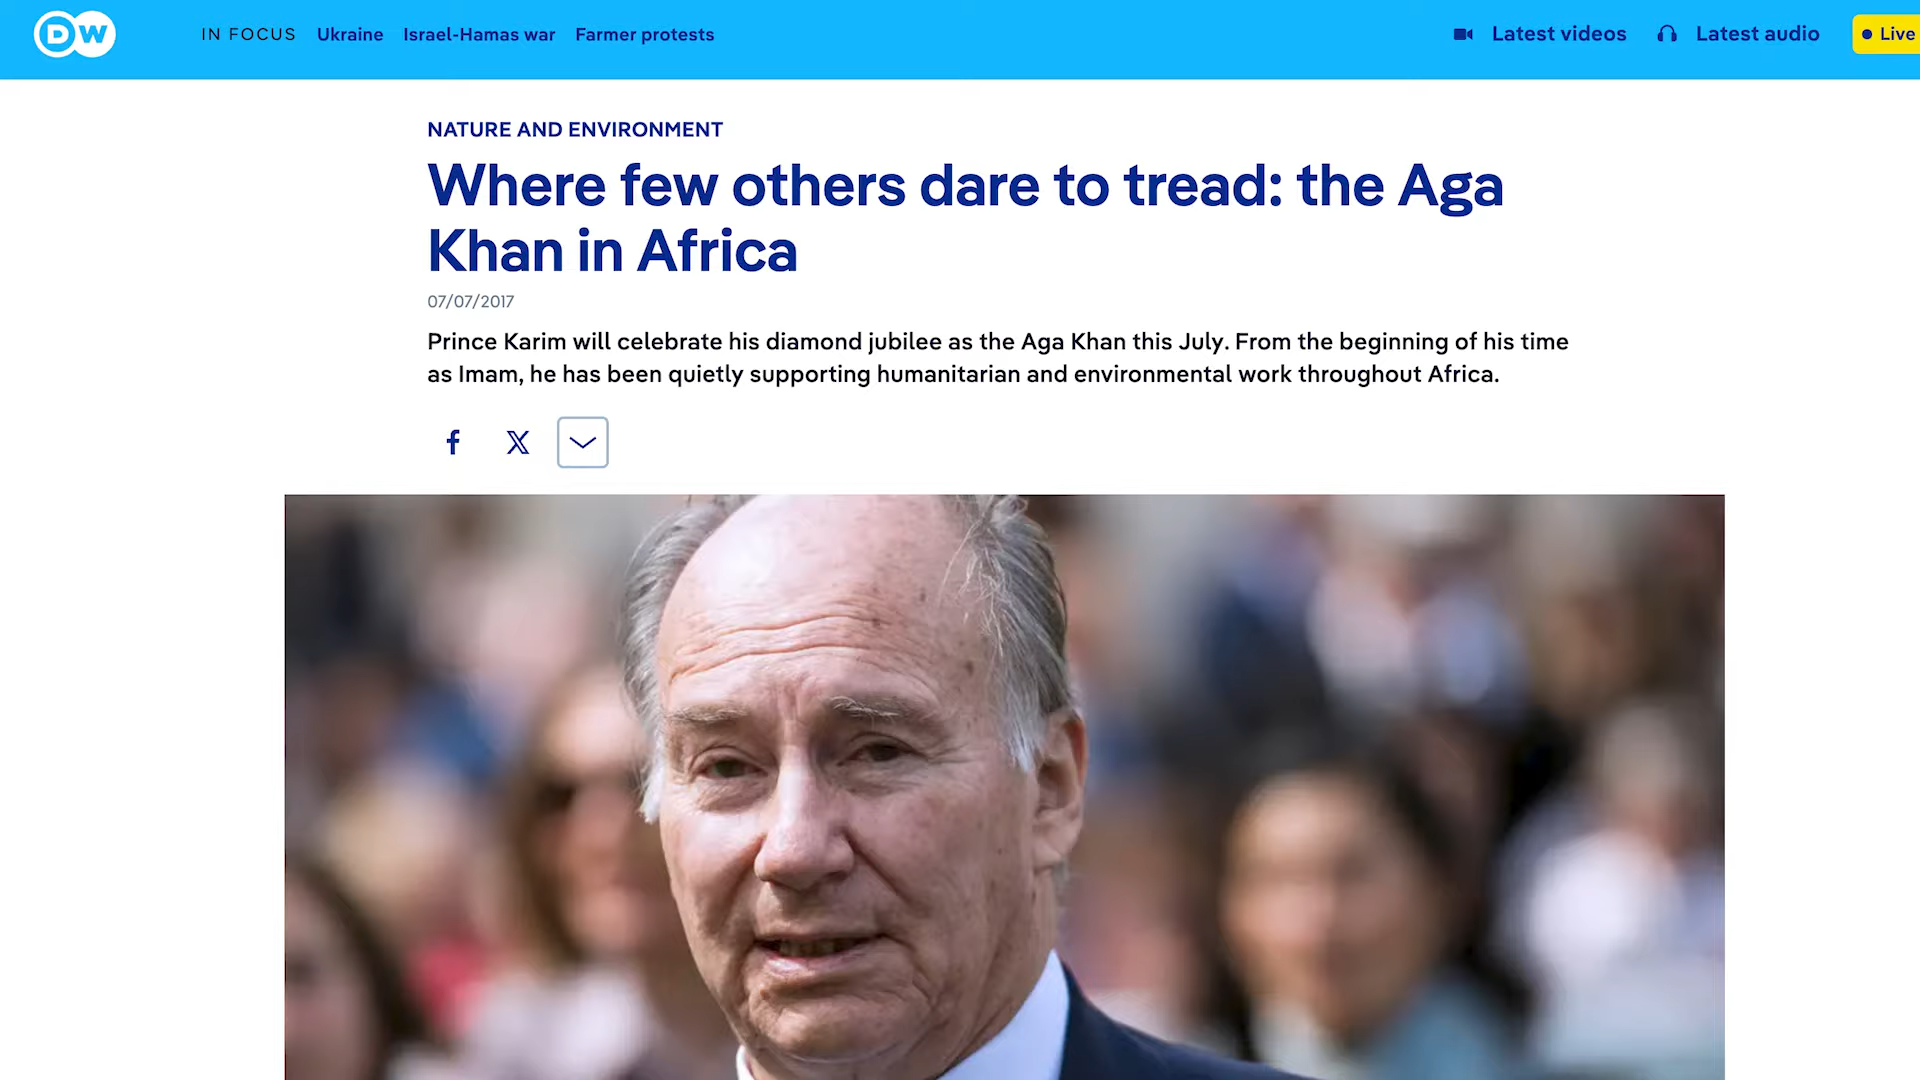 DW
IN FOCUS Ukraine Israel-Hamas war Farmer protests Latest videos Latest audio Live
NATURE AND ENVIRONMENT
Where few others dare to tread: the Aga
Khan in Africa
07/07/2017
Prince Karim will celebrate his diamond jubilee as the Aga Khan this July. From the beginning of his time
as Imam, he has been quietly supporting humanitarian and environmental work throughout Africa.